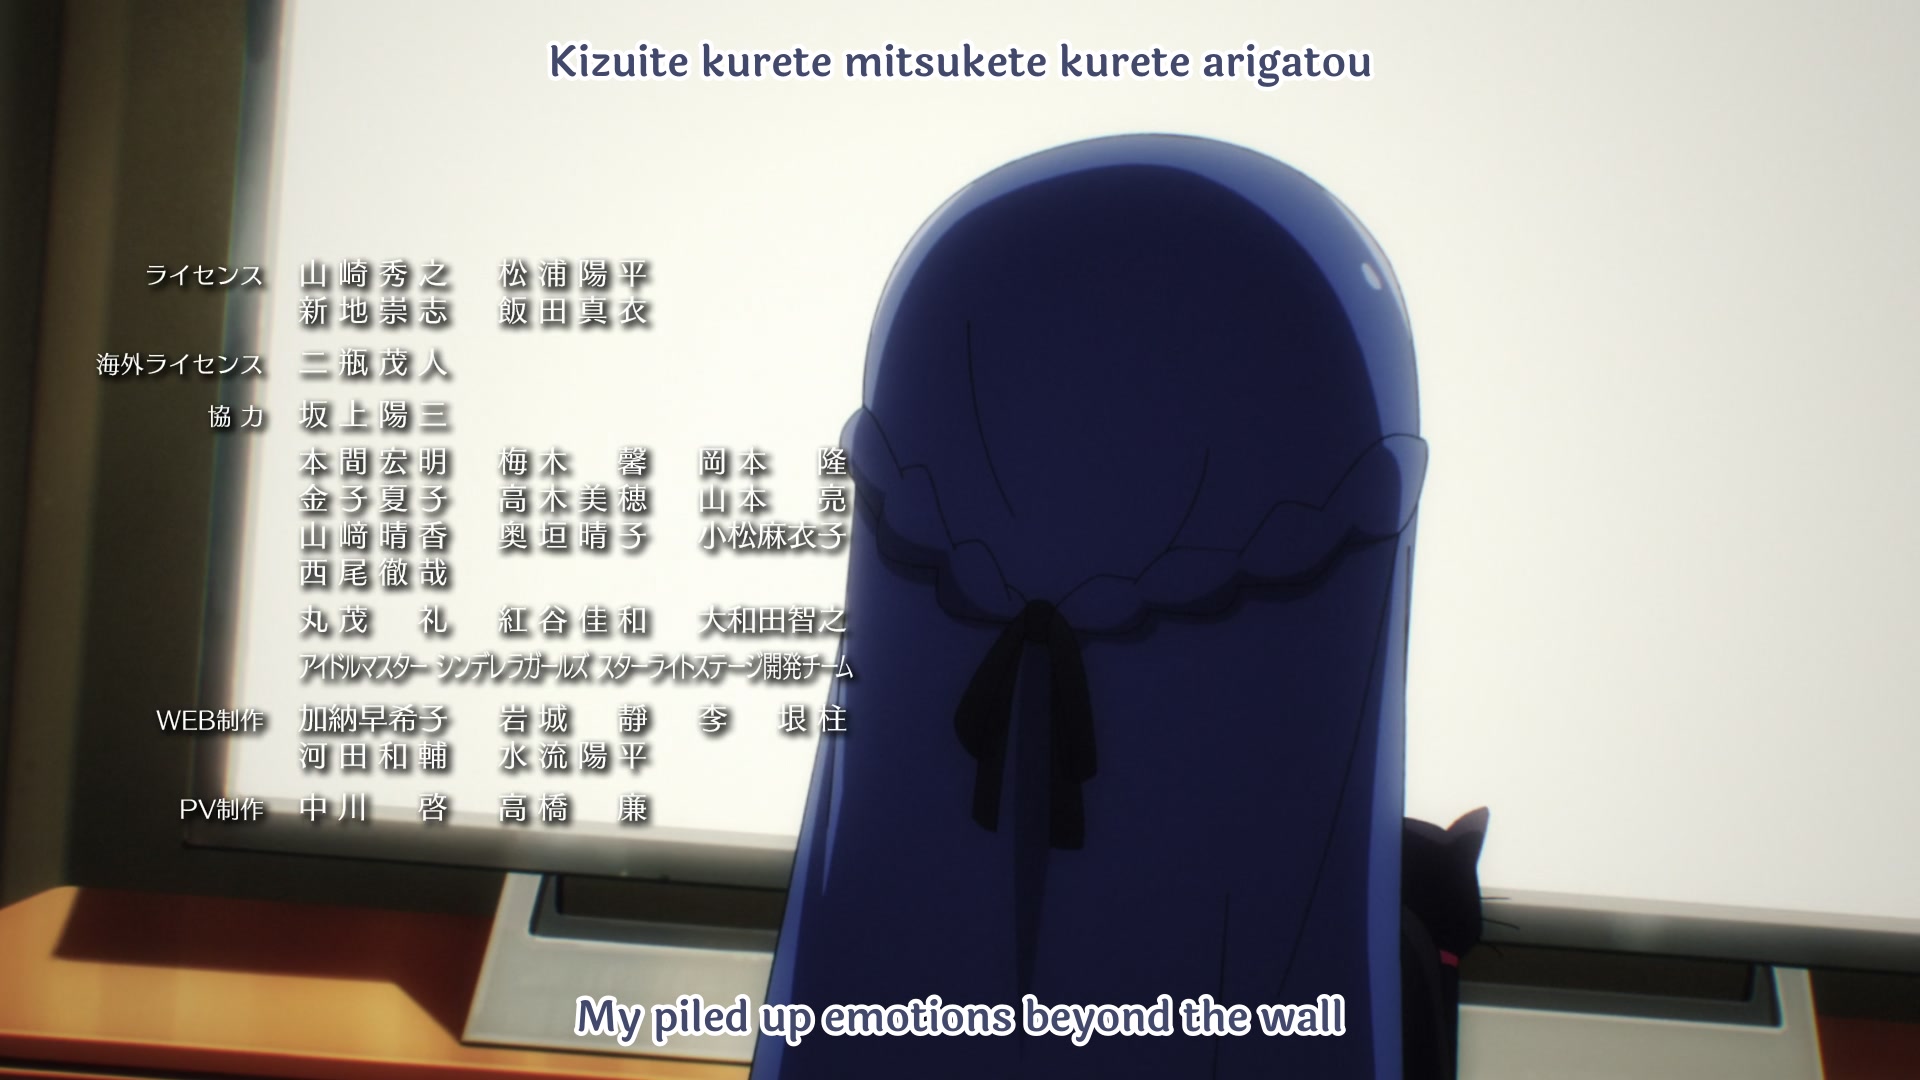 Kizuite kurete mitsukete kurete arigatou
ライセンス 山崎秀之 松浦陽平
新地崇志 飯田真衣
海外ライセンス 二瓶茂人
協力 坂上陽三
本間宏明 梅木馨 岡本隆
金子夏子 高木美穂 山本亮
山﨑晴香 奥垣晴子 小松麻衣子
西尾徹哉
丸茂礼 紅谷佳和 大和田智之
アイドルマスター シンデレラガールズ スターライトステージ開発チーム
WEB制作 加納早希子 岩城静 李垠柱
河田和輔 水流陽平
PV制作 中川啓 高橋廉
My piled up emotions beyond the wall